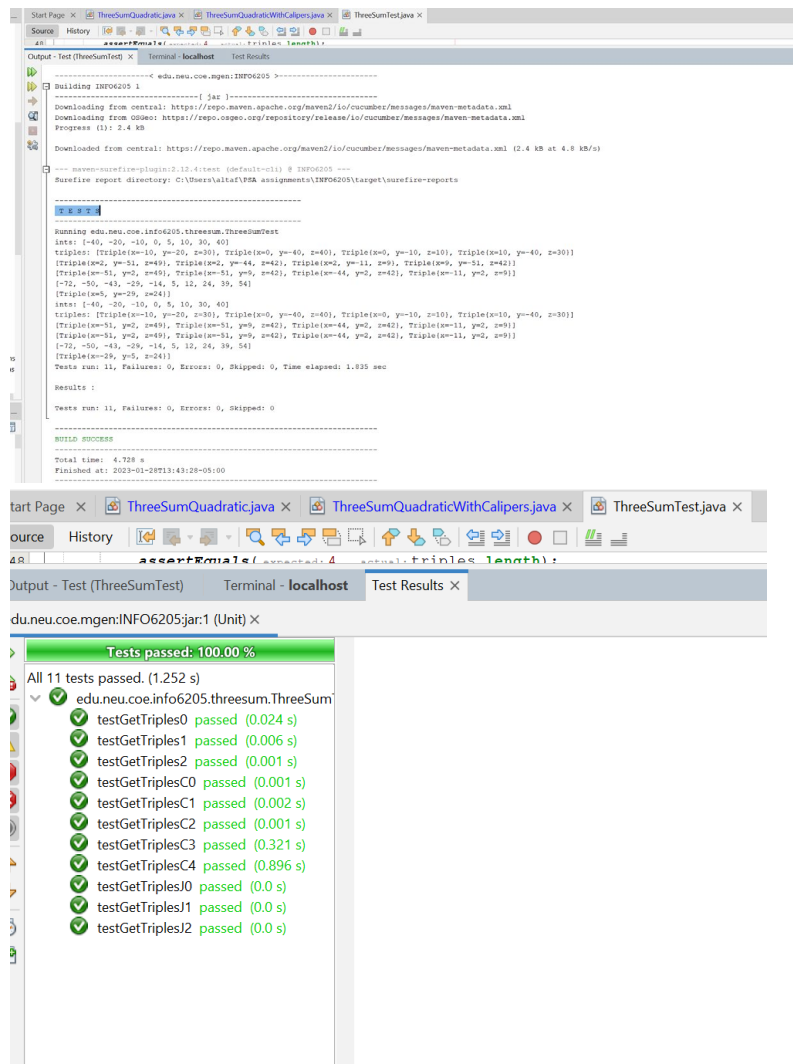 Start Page × ThreeSumQuadratic.java × ThreeSumQuadraticWithCalipers.java × ThreeSumTest.java ×
Source History
48 assertEquals( expected: 4, actual: triples.length);
Output - Test (ThreeSumTest) × Terminal - localhost Test Results
--------------------< edu.neu.coe.mgen:INFO6205 >---------------------
Building INFO6205 1
--------------------------------[ jar ]---------------------------------
Downloading from central: https://repo.maven.apache.org/maven2/io/cucumber/messages/maven-metadata.xml
Downloading from OSGeo: https://repo.osgeo.org/repository/release/io/cucumber/messages/maven-metadata.xml
Progress (1): 2.4 kB
Downloaded from central: https://repo.maven.apache.org/maven2/io/cucumber/messages/maven-metadata.xml (2.4 kB at 4.8 kB/s)
--- maven-surefire-plugin:2.12.4:test (default-cli) @ INFO6205 ---
Surefire report directory: C:\Users\altaf\PSA assignments\INFO6205\target\surefire-reports
-------------------------------------------------------
T E S T S
-------------------------------------------------------
Running edu.neu.coe.info6205.threesum.ThreeSumTest
ints: [-40, -20, -10, 0, 5, 10, 30, 40]
triples: [Triple{x=-10, y=-20, z=30}, Triple{x=0, y=-40, z=40}, Triple{x=0, y=-10, z=10}, Triple{x=10, y=-40, z=30}]
[Triple{x=2, y=-51, z=49}, Triple{x=2, y=-44, z=42}, Triple{x=2, y=-11, z=9}, Triple{x=9, y=-51, z=42}]
[Triple{x=-51, y=2, z=49}, Triple{x=-51, y=9, z=42}, Triple{x=-44, y=2, z=42}, Triple{x=-11, y=2, z=9}]
[-72, -50, -43, -29, -14, 5, 12, 24, 39, 54]
[Triple{x=5, y=-29, z=24}]
ints: [-40, -20, -10, 0, 5, 10, 30, 40]
triples: [Triple{x=-10, y=-20, z=30}, Triple{x=0, y=-40, z=40}, Triple{x=0, y=-10, z=10}, Triple{x=10, y=-40, z=30}]
[Triple{x=-51, y=2, z=49}, Triple{x=-51, y=9, z=42}, Triple{x=-44, y=2, z=42}, Triple{x=-11, y=2, z=9}]
[Triple{x=-51, y=2, z=49}, Triple{x=-51, y=9, z=42}, Triple{x=-44, y=2, z=42}, Triple{x=-11, y=2, z=9}]
[-72, -50, -43, -29, -14, 5, 12, 24, 39, 54]
[Triple{x=-29, y=5, z=24}]
Tests run: 11, Failures: 0, Errors: 0, Skipped: 0, Time elapsed: 1.835 sec
Results :
Tests run: 11, Failures: 0, Errors: 0, Skipped: 0
------------------------------------------------------------------------
BUILD SUCCESS
------------------------------------------------------------------------
Total time: 4.728 s
Finished at: 2023-01-28T13:43:28-05:00
------------------------------------------------------------------------
tart Page × ThreeSumQuadratic.java × ThreeSumQuadraticWithCalipers.java × ThreeSumTest.java ×
ource History
48 assertEquals( expected: 4, actual: triples.length);
Output - Test (ThreeSumTest) Terminal - localhost Test Results ×
du.neu.coe.mgen:INFO6205:jar:1 (Unit) ×
Tests passed: 100.00 %
All 11 tests passed. (1.252 s)
edu.neu.coe.info6205.threesum.ThreeSumT
testGetTriples0 passed (0.024 s)
testGetTriples1 passed (0.006 s)
testGetTriples2 passed (0.001 s)
testGetTriplesC0 passed (0.001 s)
testGetTriplesC1 passed (0.002 s)
testGetTriplesC2 passed (0.001 s)
testGetTriplesC3 passed (0.321 s)
testGetTriplesC4 passed (0.896 s)
testGetTriplesJ0 passed (0.0 s)
testGetTriplesJ1 passed (0.0 s)
testGetTriplesJ2 passed (0.0 s)